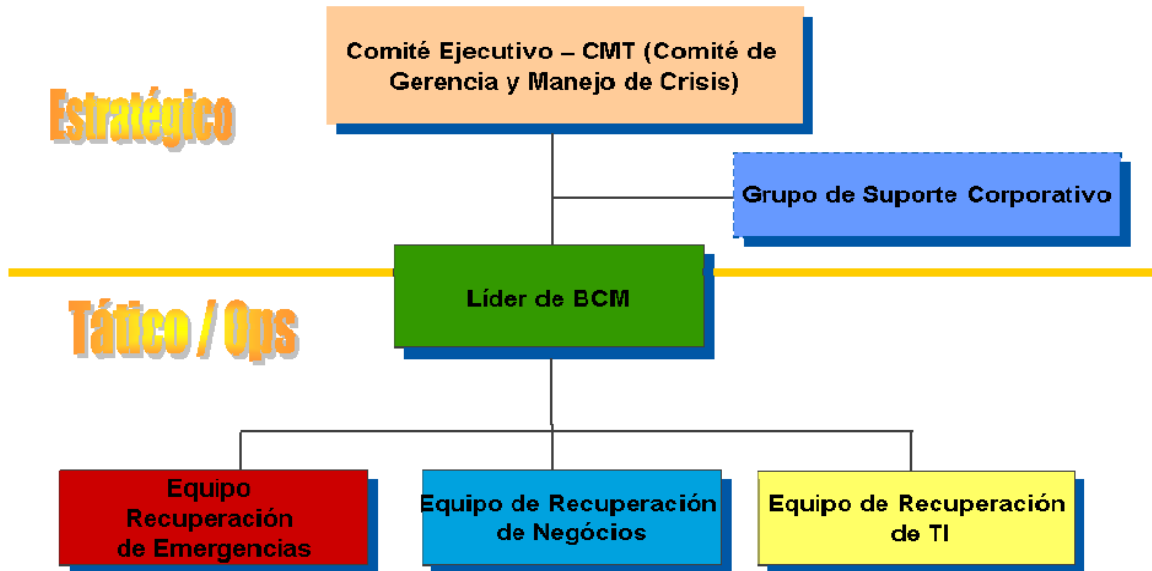 Comité Ejecutivo – CMT (Comité de
Gerencia y Manejo de Crisis)
Estratégico
Grupo de Suporte Corporativo
Líder de BCM
Tático / Ops
Equipo
Recuperación
de Emergencias
Equipo de Recuperación
de Negócios
Equipo de Recuperación
de TI